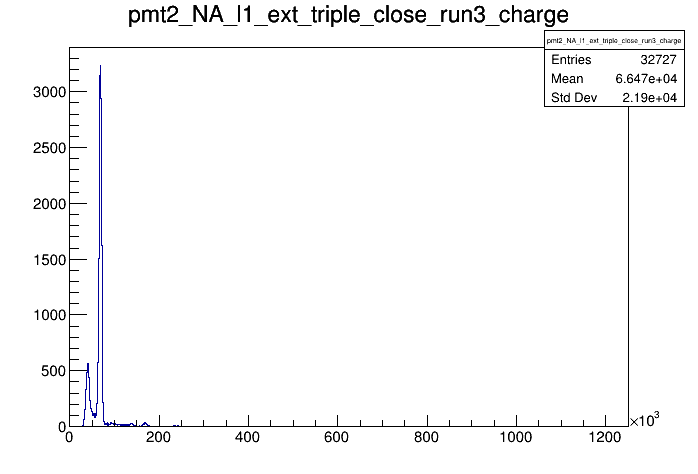 pmt2_NA_l1_ext_triple_close_run3_charge
pmt2_NA_l1_ext_triple_close_run3_charge
Entries 32727
Mean 6.647e+04
Std Dev 2.19e+04
3000
2500
2000
1500
1000
500
0
0 200 400 600 800 1000 1200
×10³